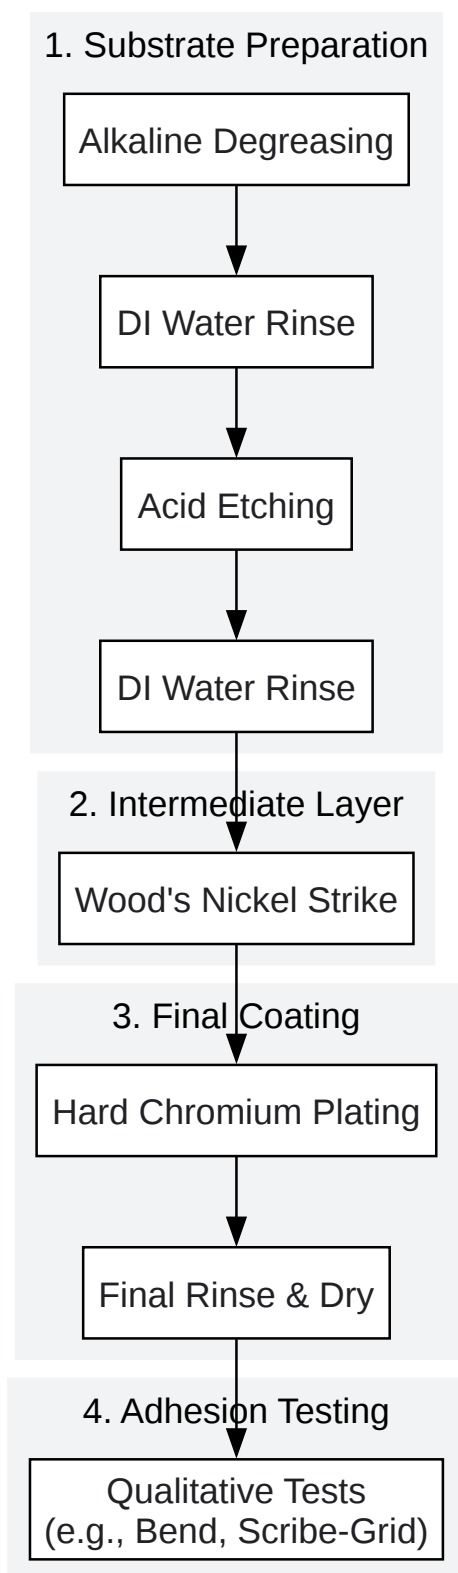 1. Substrate Preparation
Alkaline Degreasing
DI Water Rinse
Acid Etching
DI Water Rinse
2. Intermediate Layer
Wood's Nickel Strike
3. Final Coating
Hard Chromium Plating
Final Rinse & Dry
4. Adhesion Testing
Qualitative Tests
(e.g., Bend, Scribe-Grid)